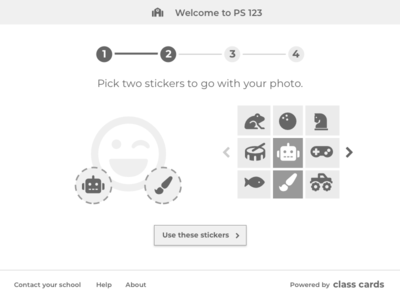 Welcome to PS 123
1 2 3 4
Pick two stickers to go with your photo.
Use these stickers
Contact your school Help About Powered by class cards